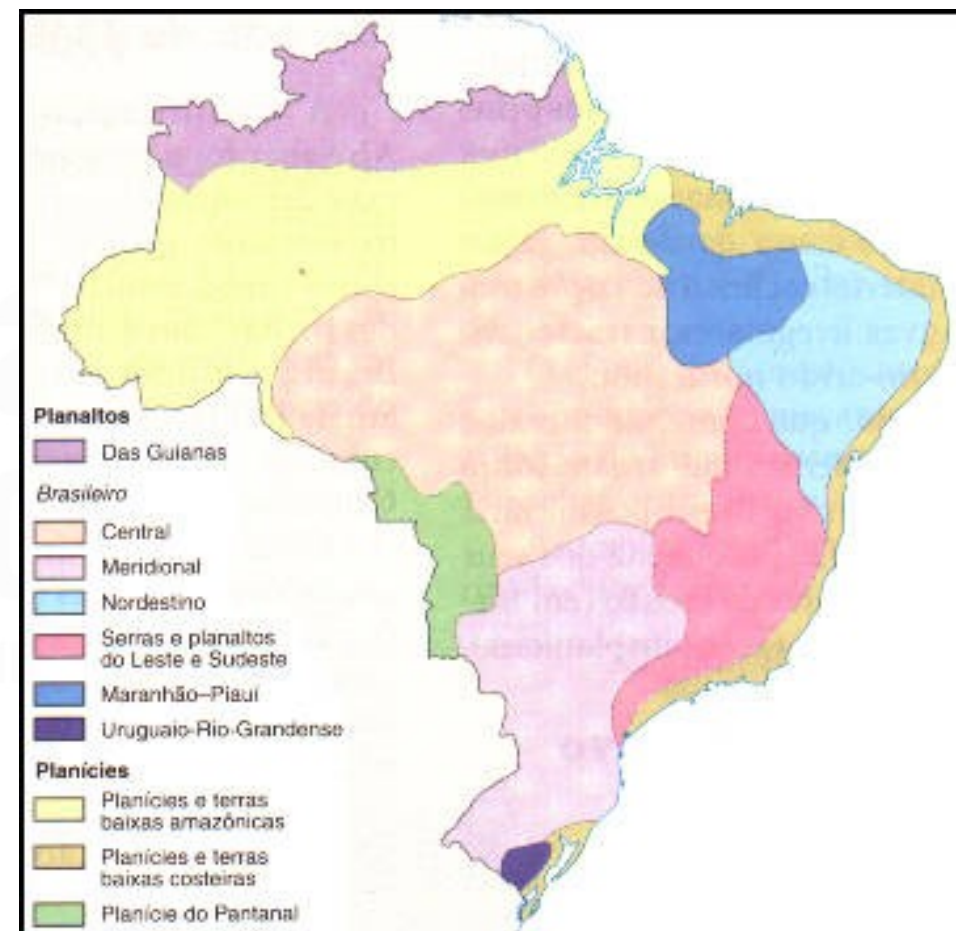 Planaltos
Das Guianas
Brasileiro
Central
Meridional
Nordestino
Serras e planaltos
do Leste e Sudeste
Maranhão–Piauí
Uruguaio-Rio-Grandense
Planícies
Planícies e terras
baixas amazônicas
Planícies e terras
baixas costeiras
Planície do Pantanal